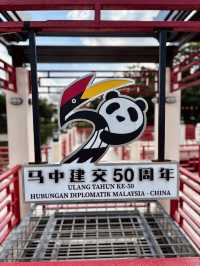 马中建交50周年
ULANG TAHUN KE-50
HUBUNGAN DIPLOMATIK MALAYSIA - CHINA